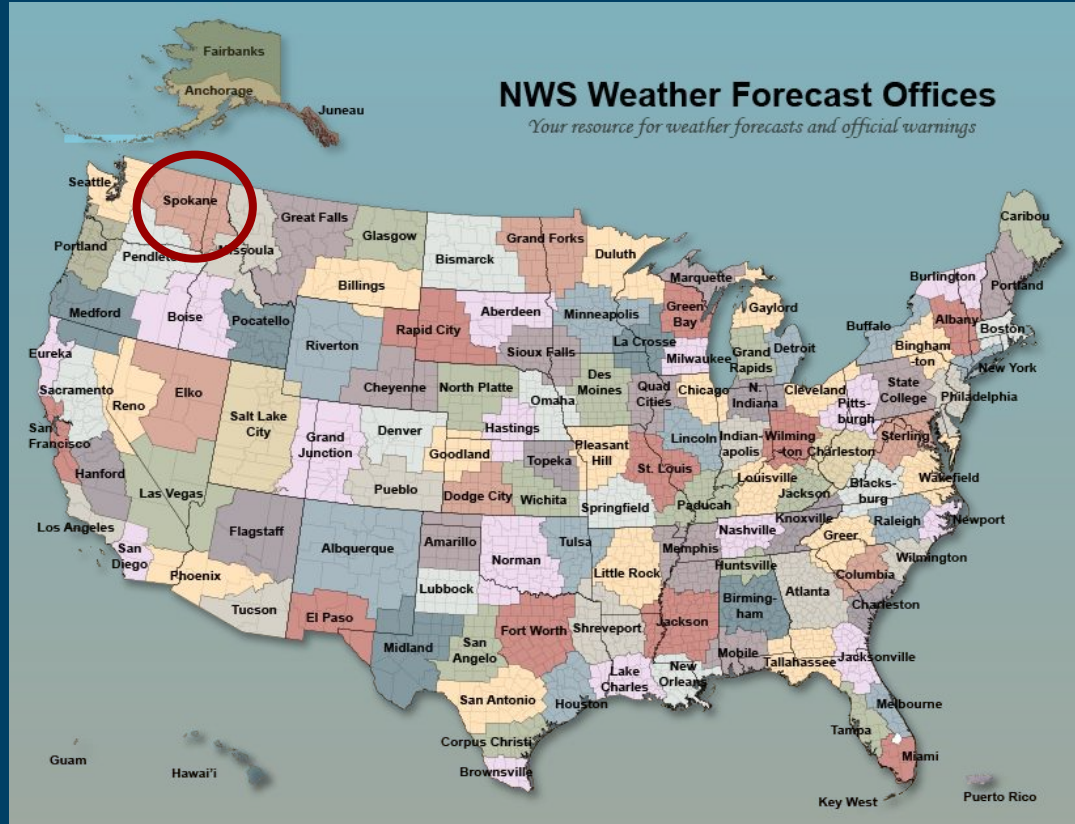 Fairbanks
Anchorage
Juneau
NWS Weather Forecast Offices
Your resource for weather forecasts and official warnings
Seattle
Spokane
Great Falls
Glasgow
Portland
Pendleton
Missoula
Bismarck
Grand Forks
Duluth
Caribou
Billings
Marquette
Burlington
Portland
Medford
Boise
Pocatello
Riverton
Rapid City
Aberdeen
Minneapolis
Green
Bay
Gaylord
Buffalo
Albany
Boston
Eureka
Sioux Falls
La Crosse
Milwaukee
Grand
Rapids
Detroit
Bingham
-ton
New York
Sacramento
Reno
Elko
Salt Lake
City
Cheyenne
North Platte
Des
Moines
Omaha
Quad
Cities
Chicago
N.
Indiana
Cleveland
State
College
Pitts-
burgh
Philadelphia
San
Francisco
Hanford
Grand
Junction
Denver
Hastings
Goodland
Topeka
Pleasant
Hill
Lincoln
Indian-
apolis
Wilming
-ton
Charleston
Sterling
Las Vegas
Pueblo
Dodge City
Wichita
St. Louis
Springfield
Paducah
Louisville
Jackson
Blacks-
burg
Wakefield
Los Angeles
San
Diego
Flagstaff
Albquerque
Amarillo
Norman
Tulsa
Memphis
Nashville
Knoxville
Raleigh
Newport
Phoenix
Tucson
Lubbock
Little Rock
Huntsville
Greer
Wilmington
Columbia
Birming-
ham
Atlanta
Charleston
El Paso
Midland
San
Angelo
Fort Worth
Shreveport
Jackson
Mobile
Tallahassee
Jacksonville
San Antonio
Houston
Lake
Charles
New
Orleans
Melbourne
Tampa
Miami
Corpus Christi
Brownsville
Guam
Hawai'i
Key West
Puerto Rico